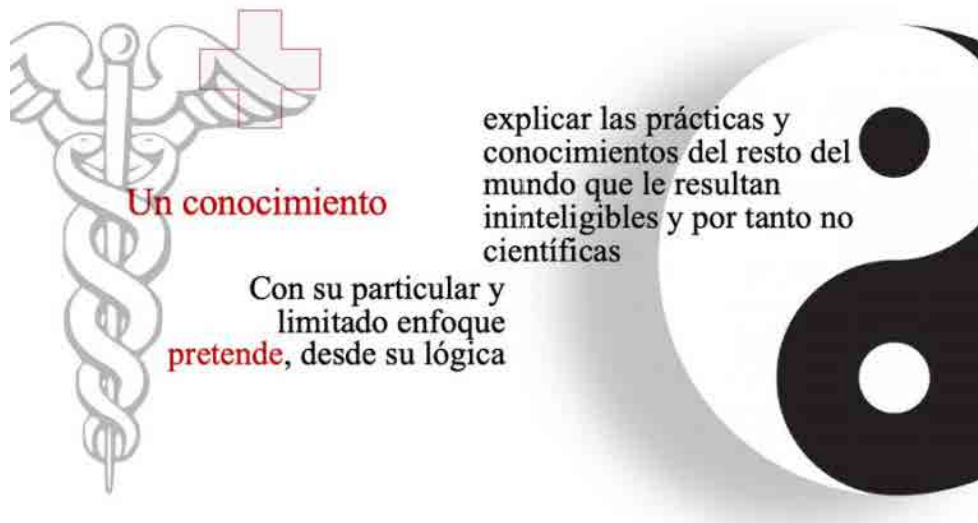 Un conocimiento
Con su particular y
limitado enfoque
pretende, desde su lógica
explicar las prácticas y
conocimientos del resto del
mundo que le resultan
ininteligibles y por tanto no
científicas